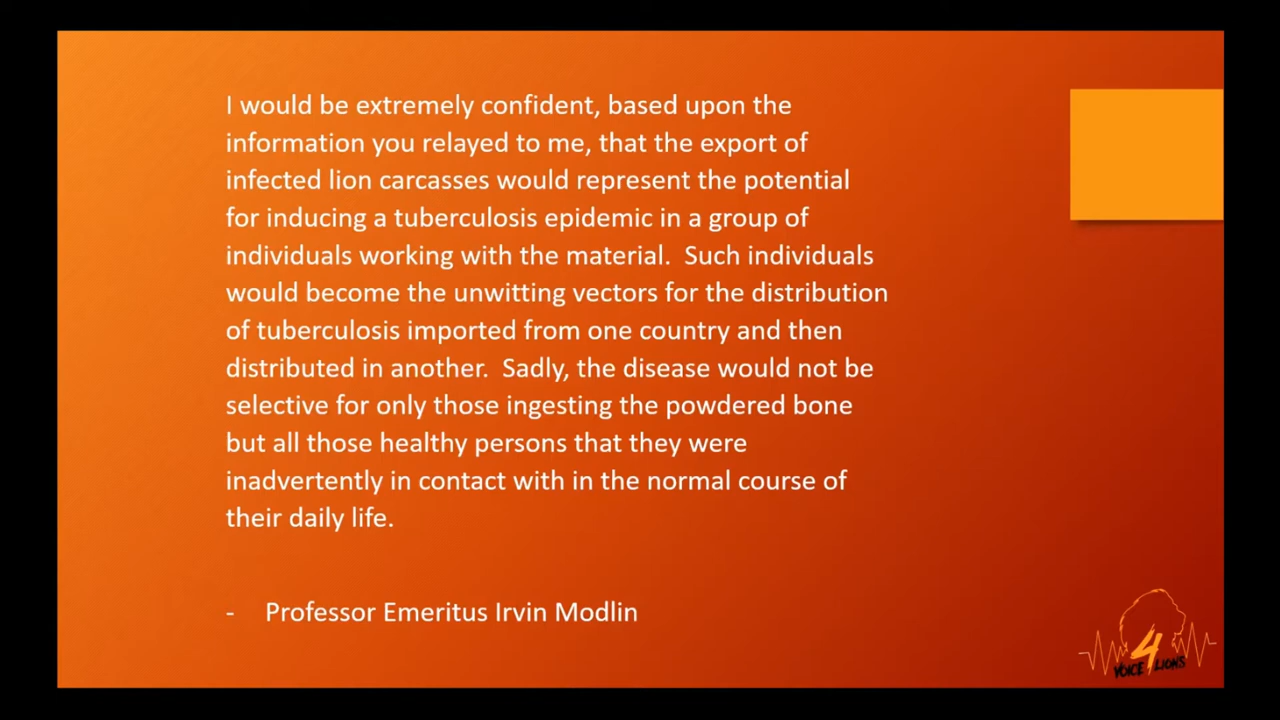 I would be extremely confident, based upon the
information you relayed to me, that the export of
infected lion carcasses would represent the potential
for inducing a tuberculosis epidemic in a group of
individuals working with the material.  Such individuals
would become the unwitting vectors for the distribution
of tuberculosis imported from one country and then
distributed in another.  Sadly, the disease would not be
selective for only those ingesting the powdered bone
but all those healthy persons that they were
inadvertently in contact with in the normal course of
their daily life.
- Professor Emeritus Irvin Modlin
VOICE 4 LIONS